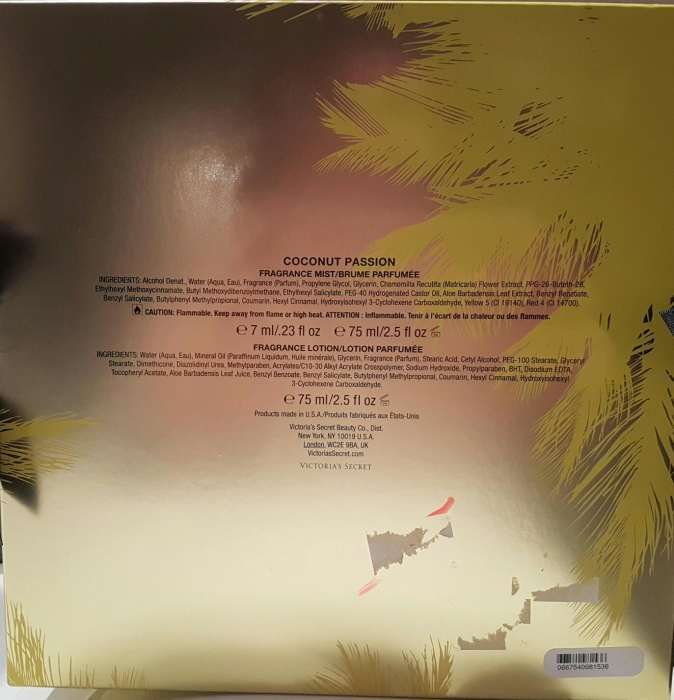 COCONUT PASSION
FRAGRANCE MIST/BRUME PARFUMÉE
INGREDIENTS: Alcohol Denat., Water (Aqua, Eau), Fragrance (Parfum), Propylene Glycol, Glycerin, Chamomilla Recutita (Matricaria) Flower Extract, PPG-26-Buteth-26,
Ethylhexyl Methoxycinnamate, Butyl Methoxydibenzoylmethane, Ethylhexyl Salicylate, PEG-40 Hydrogenated Castor Oil, Aloe Barbadensis Leaf Extract, Benzyl Benzoate,
Benzyl Salicylate, Butylphenyl Methylpropional, Coumarin, Hexyl Cinnamal, Hydroxyisohexyl 3-Cyclohexene Carboxaldehyde, Yellow 5 (CI 19140), Red 4 (CI 14700).
CAUTION: Flammable. Keep away from flame or high heat. ATTENTION : Inflammable. Tenir à l'écart de la chaleur ou des flammes.
℮ 7 ml/.23 fl oz ℮ 75 ml/2.5 fl oz
FRAGRANCE LOTION/LOTION PARFUMÉE
INGREDIENTS: Water (Aqua, Eau), Mineral Oil (Paraffinum Liquidum, Huile minérale), Glycerin, Fragrance (Parfum), Stearic Acid, Cetyl Alcohol, PEG-100 Stearate, Glyceryl
Stearate, Dimethicone, Diazolidinyl Urea, Methylparaben, Acrylates/C10-30 Alkyl Acrylate Crosspolymer, Sodium Hydroxide, Propylparaben, BHT, Disodium EDTA,
Tocopheryl Acetate, Aloe Barbadensis Leaf Juice, Benzyl Benzoate, Benzyl Salicylate, Butylphenyl Methylpropional, Coumarin, Hexyl Cinnamal, Hydroxyisohexyl
3-Cyclohexene Carboxaldehyde.
℮ 75 ml/2.5 fl oz
Products made in U.S.A./Produits fabriqués aux États-Unis
Victoria's Secret Beauty Co., Dist.
New York, NY 10019 U.S.A.
London, WC2E 9BA, UK
VictoriasSecret.com
VICTORIA'S SECRET
0667540981536